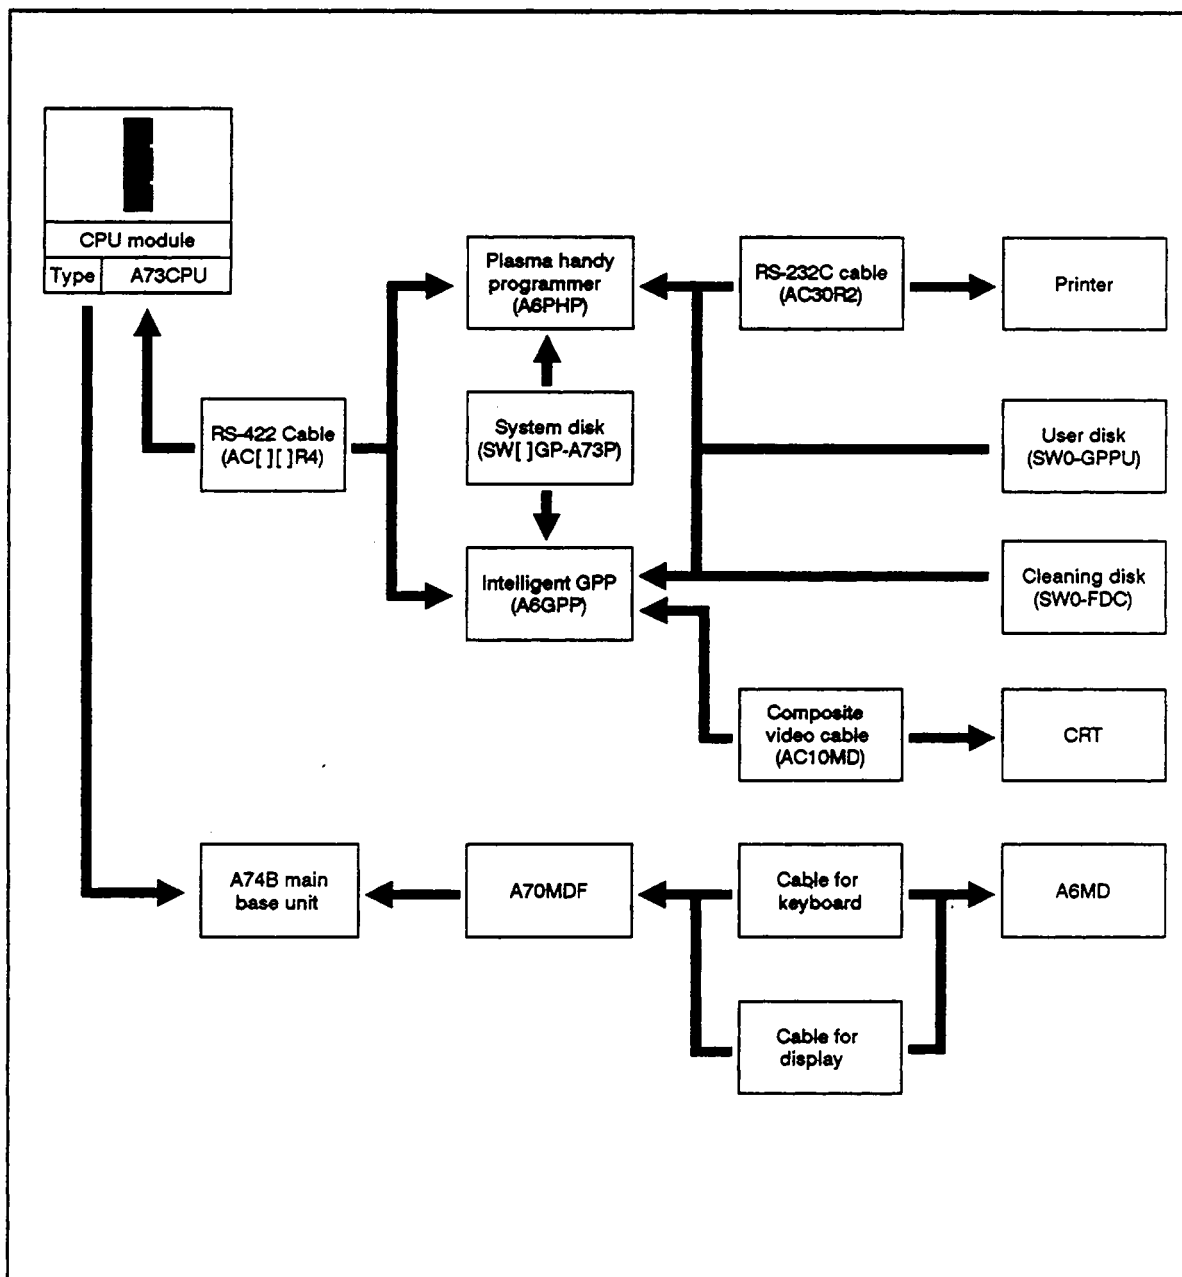 CPU module
Type A73CPU
Plasma handy
programmer
(A6PHP)
RS-232C cable
(AC30R2)
Printer
RS-422 Cable
(AC[ ][ ]R4)
System disk
(SW[ ]GP-A73P)
User disk
(SW0-GPPU)
Intelligent GPP
(A6GPP)
Cleaning disk
(SW0-FDC)
Composite
video cable
(AC10MD)
CRT
A74B main
base unit
A70MDF
Cable for
keyboard
A6MD
Cable for
display